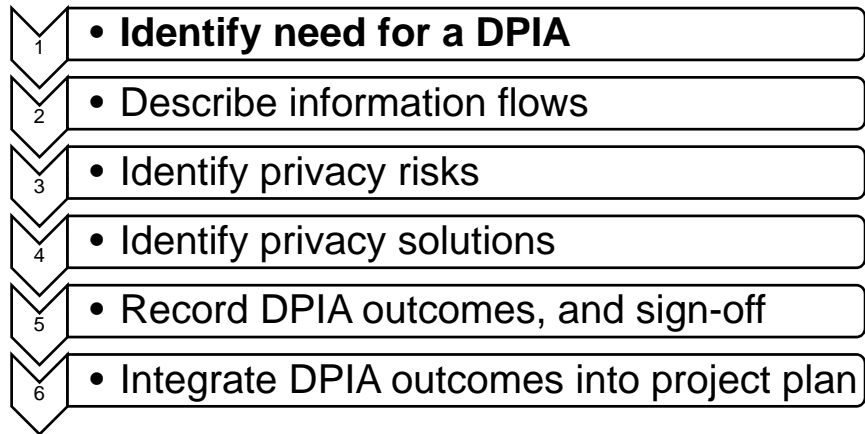 1 • Identify need for a DPIA
2 • Describe information flows
3 • Identify privacy risks
4 • Identify privacy solutions
5 • Record DPIA outcomes, and sign-off
6 • Integrate DPIA outcomes into project plan